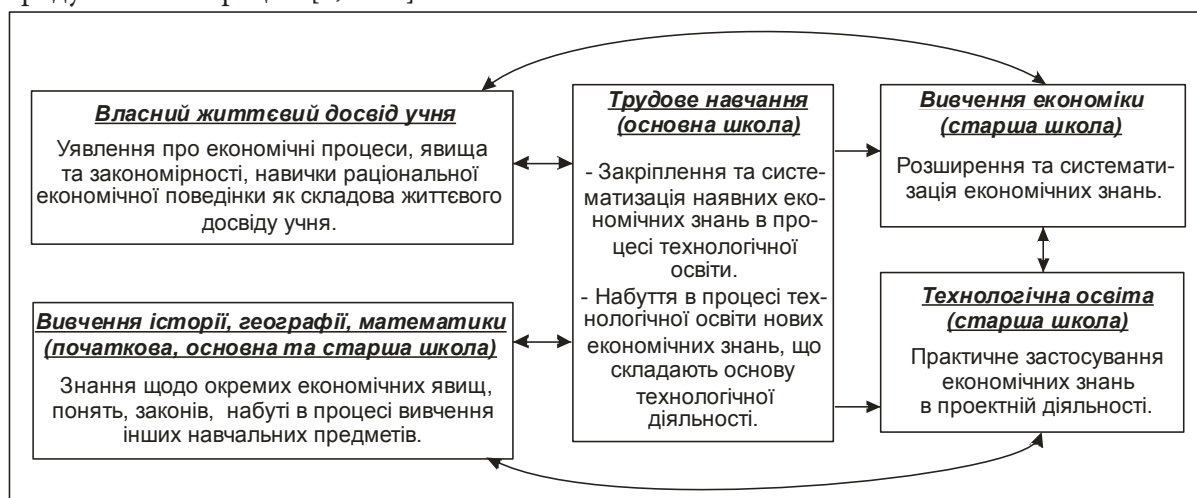 Власний життєвий досвід учня
Уявлення про економічні процеси, явища
та закономірності, навички раціональної
економічної поведінки як складова життєвого
досвіду учня.
Вивчення історії, географії, математики
(початкова, основна та старша школа)
Знання щодо окремих економічних явищ,
понять, законів, набуті в процесі вивчення
інших навчальних предметів.
Трудове навчання
(основна школа)
- Закріплення та систе-
матизація наявних еко-
номічних знань в про-
цесі технологічної
освіти.
- Набуття в процесі тех-
нологічної освіти нових
економічних знань, що
складають основу
технологічної
діяльності.
Вивчення економіки
(старша школа)
Розширення та системати-
зація економічних знань.
Технологічна освіта
(старша школа)
Практичне застосування
економічних знань
в проектній діяльності.